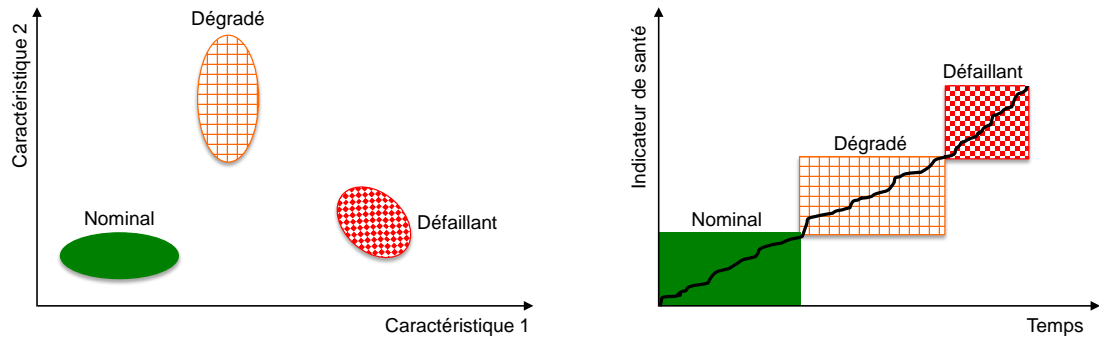 Caractéristique 2
Dégradé
Nominal
Défaillant
Caractéristique 1
Indicateur de santé
Défaillant
Dégradé
Nominal
Temps